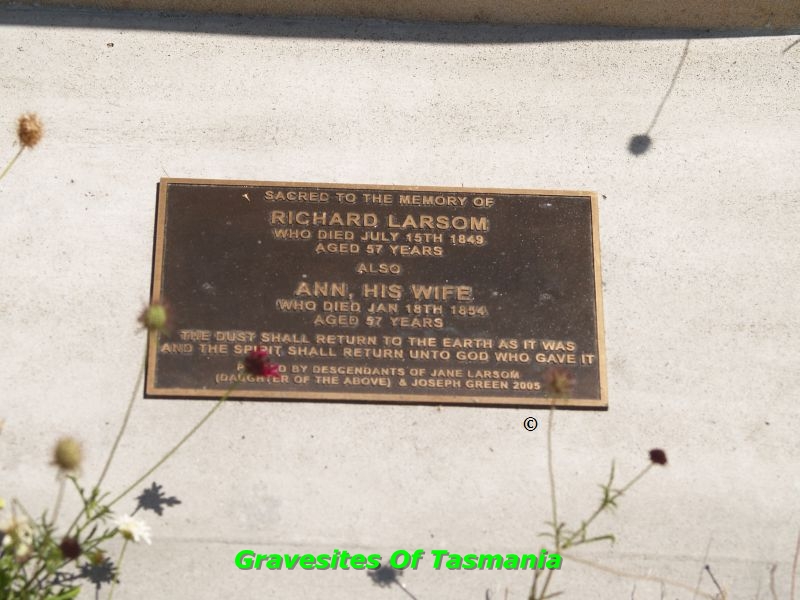 SACRED TO THE MEMORY OF
RICHARD LARSOM
WHO DIED JULY 15TH 1849
AGED 57 YEARS
ALSO
ANN, HIS WIFE
WHO DIED JAN 18TH 1854
AGED 57 YEARS
THE DUST SHALL RETURN TO THE EARTH AS IT WAS
AND THE SPIRIT SHALL RETURN UNTO GOD WHO GAVE IT
BY DESCENDANTS OF JANE LARSOM
(DAUGHTER OF THE ABOVE) & JOSEPH GREEN 2005
©
Gravesites Of Tasmania